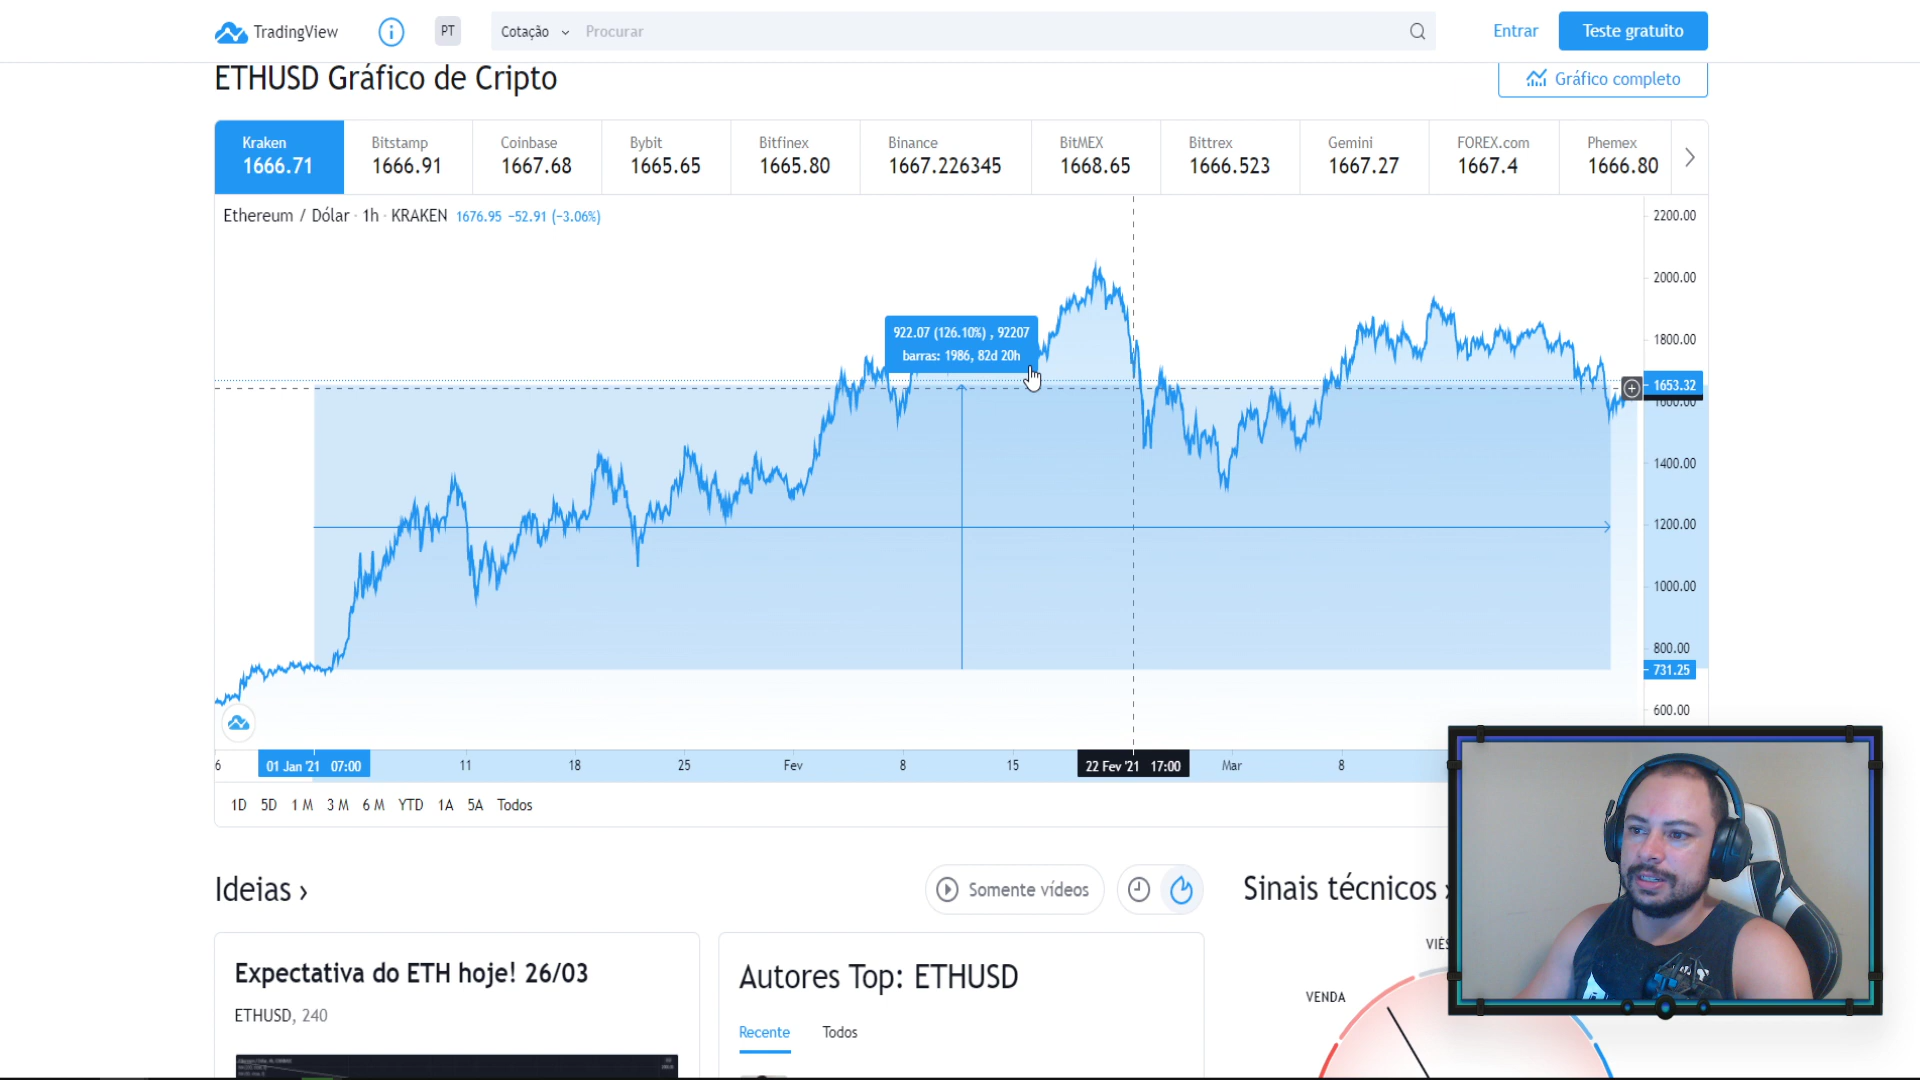 TradingView
PT
Cotação
Procurar
Entrar
Teste gratuito
ETHUSD Gráfico de Cripto
Gráfico completo
Kraken
1666.71
Bitstamp
1666.91
Coinbase
1667.68
Bybit
1665.65
Bitfinex
1665.80
Binance
1667.226345
BitMEX
1668.65
Bittrex
1666.523
Gemini
1667.27
FOREX.com
1667.4
Phemex
1666.80
Ethereum / Dólar · 1h · KRAKEN 1676.95 −52.91 (−3.06%)
2200.00
2000.00
922.07 (126.10%) , 92207
barras: 1986, 82d 20h
1800.00
1653.32
1600.00
1400.00
1200.00
1000.00
800.00
731.25
600.00
6
01 Jan '21 07:00
11
18
25
Fev
8
15
22 Fev '21 17:00
Mar
8
1D 5D 1 M 3 M 6 M YTD 1A 5A Todos
Ideias ›
Somente vídeos
Sinais técnicos ›
VIÉS
VENDA
Expectativa do ETH hoje! 26/03
ETHUSD, 240
Autores Top: ETHUSD
Recente
Todos